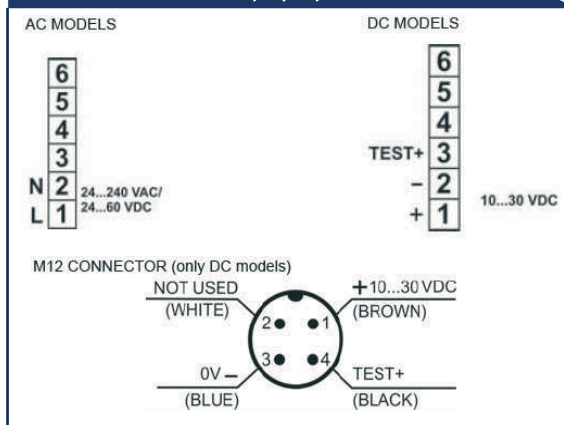 AC MODELS
DC MODELS
6
5
4
3
N 2 24...240 VAC/
L 1 24...60 VDC
6
5
4
TEST+ 3
− 2
+ 1 10...30 VDC
M12 CONNECTOR (only DC models)
NOT USED
(WHITE)
+10...30 VDC
(BROWN)
2 1
3 4
0V −
(BLUE)
TEST+
(BLACK)